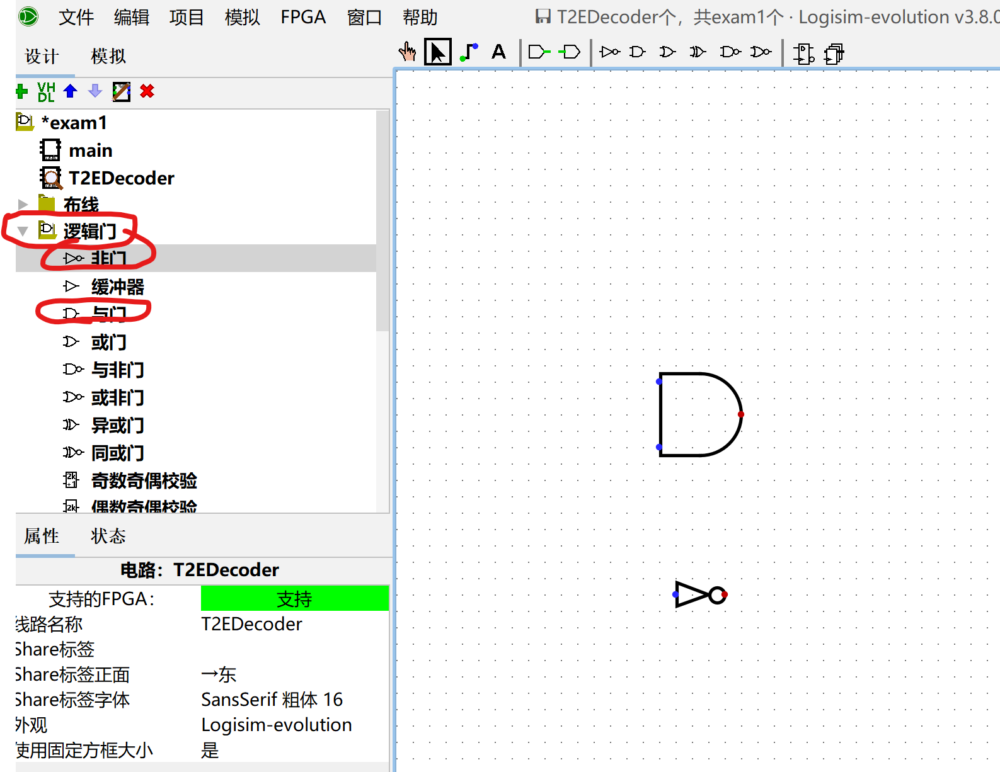 文件 编辑 项目 模拟 FPGA 窗口 帮助 T2EDecoder个，共exam1个 · Logisim-evolution v3.8.0
设计 模拟
A
VHDL
*exam1
main
T2EDecoder
布线
逻辑门
非门
缓冲器
与门
或门
与非门
或非门
异或门
同或门
奇数奇偶校验
偶数奇偶校验
属性 状态
电路：T2EDecoder
支持的FPGA： 支持
线路名称 T2EDecoder
Share标签
Share标签正面 →东
Share标签字体 SansSerif 粗体 16
外观 Logisim-evolution
使用固定方框大小 是